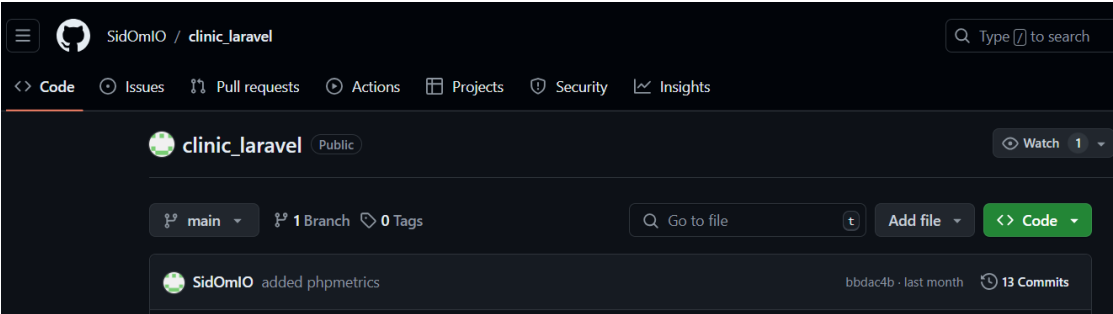 SidOmIO / clinic_laravel
Type / to search
Code Issues Pull requests Actions Projects Security Insights
clinic_laravel Public
Watch 1
main 1 Branch 0 Tags
Go to file t
Add file
<> Code
SidOmIO added phpmetrics
bbdac4b · last month 13 Commits